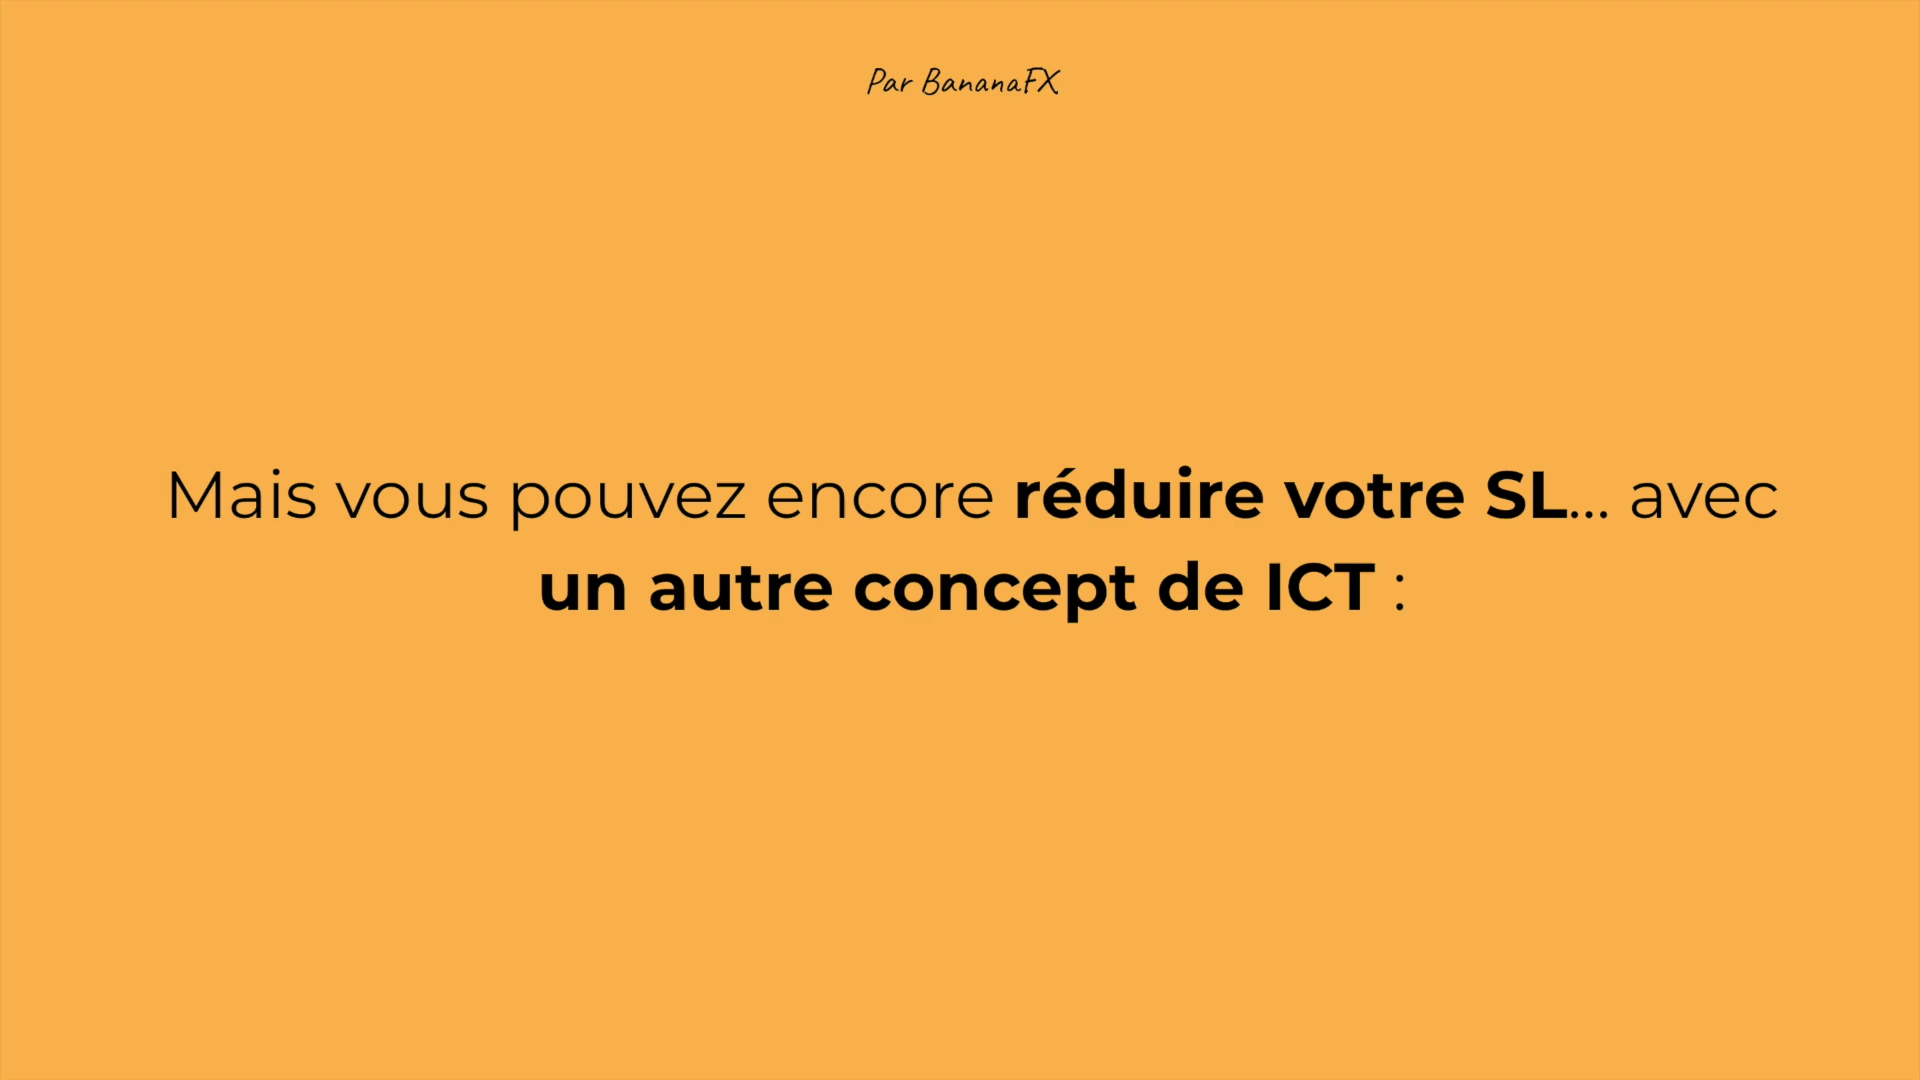 Par BananaFX
Mais vous pouvez encore réduire votre SL... avec
un autre concept de ICT :